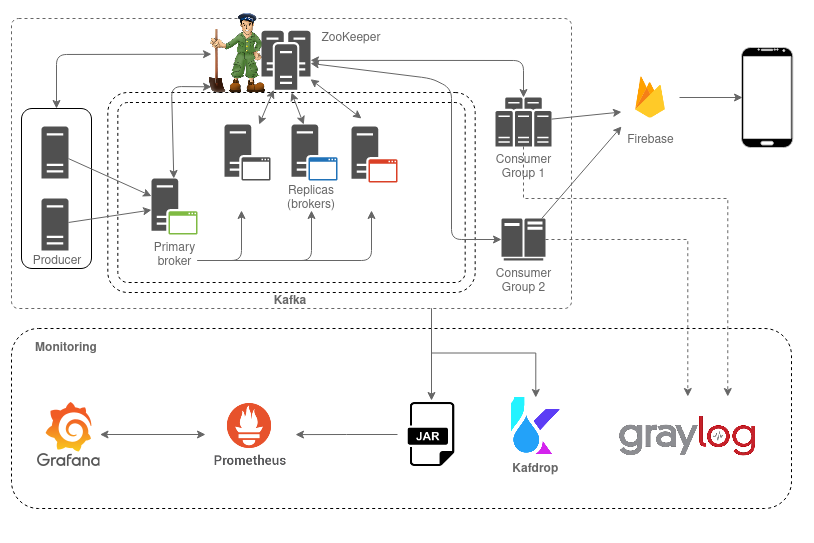 ZooKeeper
Consumer
Group 1
Firebase
Replicas
(brokers)
Primary
broker
Producer
Consumer
Group 2
Kafka
Monitoring
Grafana
Prometheus
JAR
Kafdrop
graylog